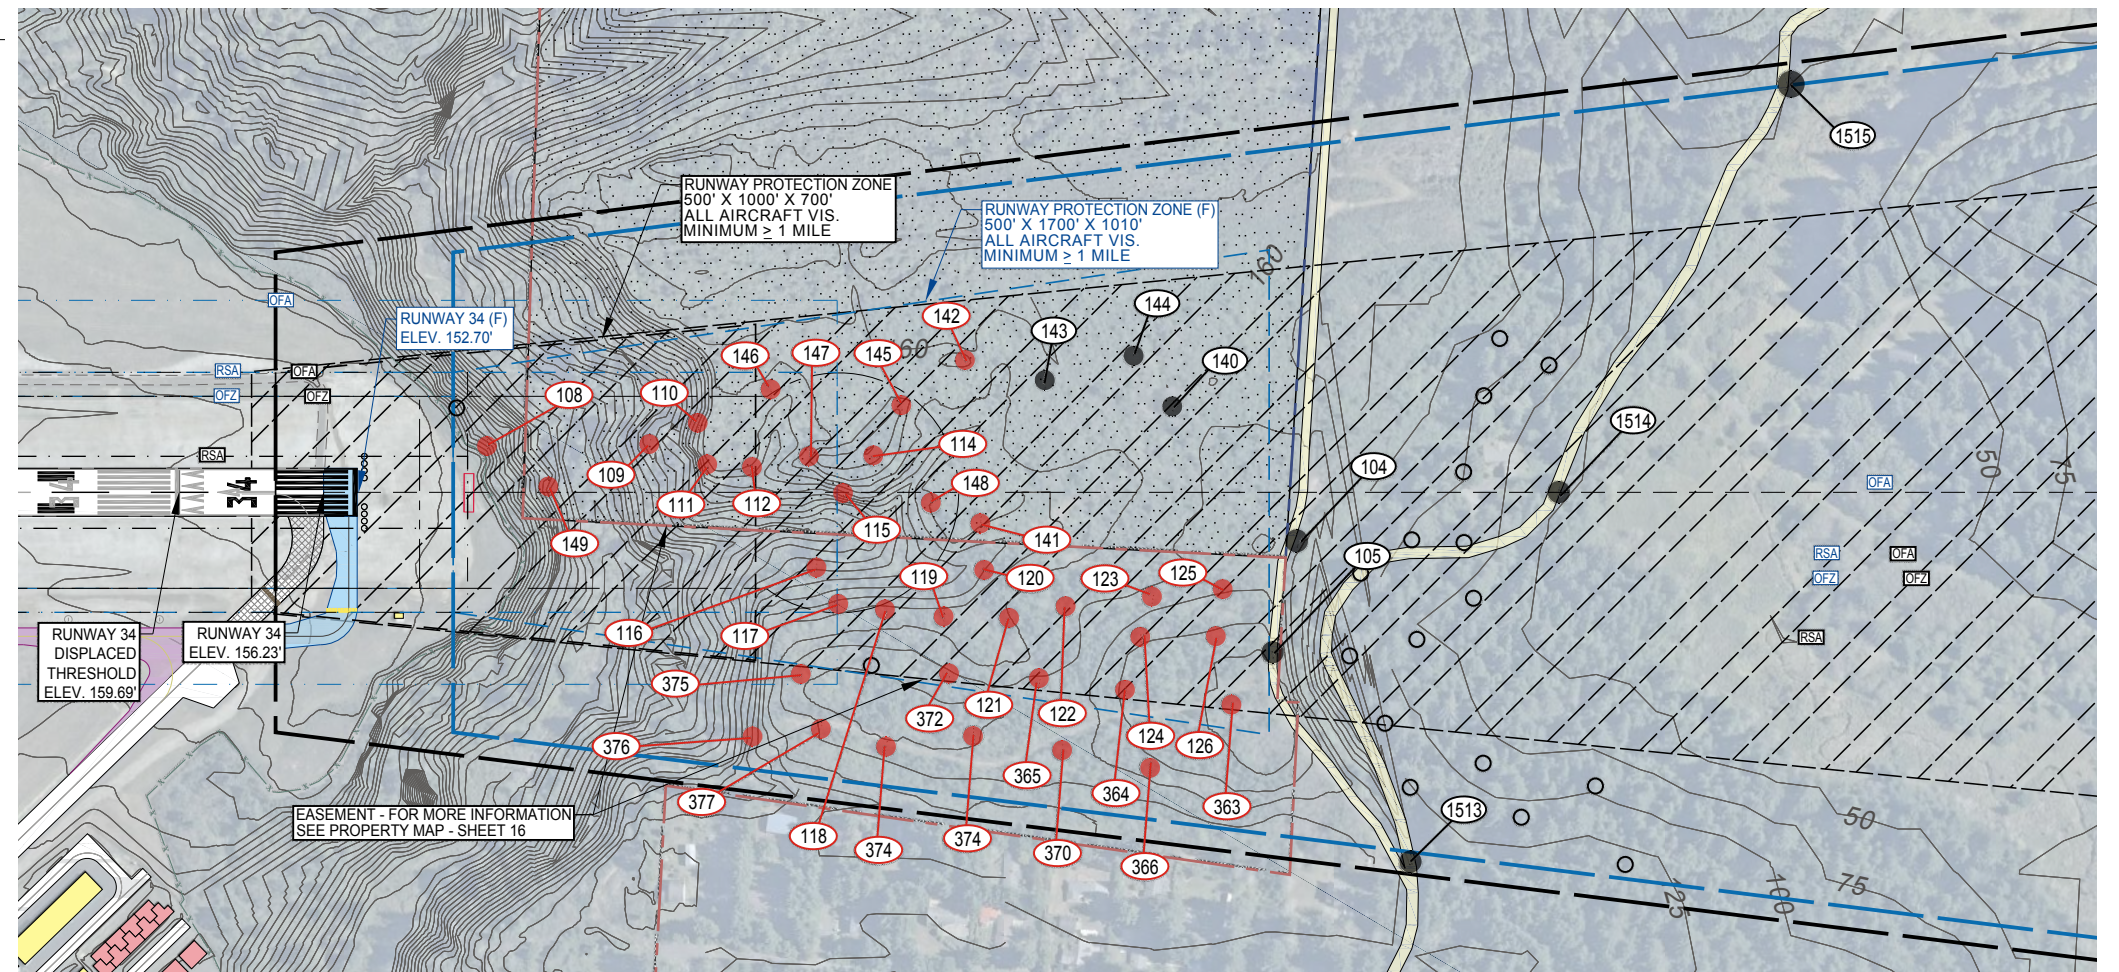 1515
RUNWAY PROTECTION ZONE
500' X 1000' X 700'
ALL AIRCRAFT VIS.
MINIMUM ≥ 1 MILE
RUNWAY PROTECTION ZONE (F)
500' X 1700' X 1010'
ALL AIRCRAFT VIS.
MINIMUM ≥ 1 MILE
160
OFA
RUNWAY 34 (F)
ELEV. 152.70'
142
143
144
146
147
145
60
140
RSA
OFA
OFZ
OFZ
108
110
1514
RSA
109
114
104
50
75
34
34
111
112
148
OFA
115
149
141
105
RSA
OFA
OFZ
OFZ
119
120
123
125
116
117
RSA
RUNWAY 34
DISPLACED
THRESHOLD
ELEV. 159.69'
RUNWAY 34
ELEV. 156.23'
375
372
121
122
124
126
376
365
364
363
377
EASEMENT - FOR MORE INFORMATION
SEE PROPERTY MAP - SHEET 16
118
374
374
370
366
1513
50
75
100
125